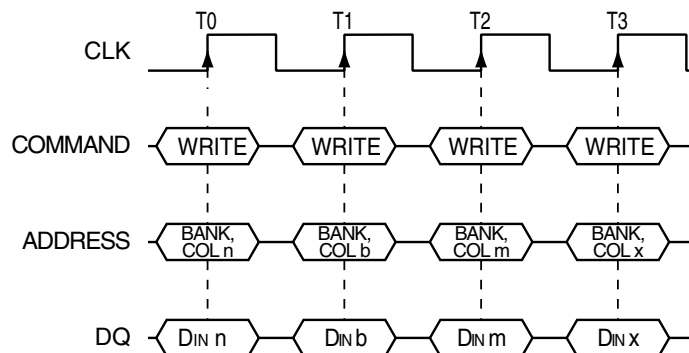 T0 T1 T2 T3
CLK
COMMAND WRITE WRITE WRITE WRITE
ADDRESS BANK, COL n BANK, COL b BANK, COL m BANK, COL x
DQ DIN n DIN b DIN m DIN x